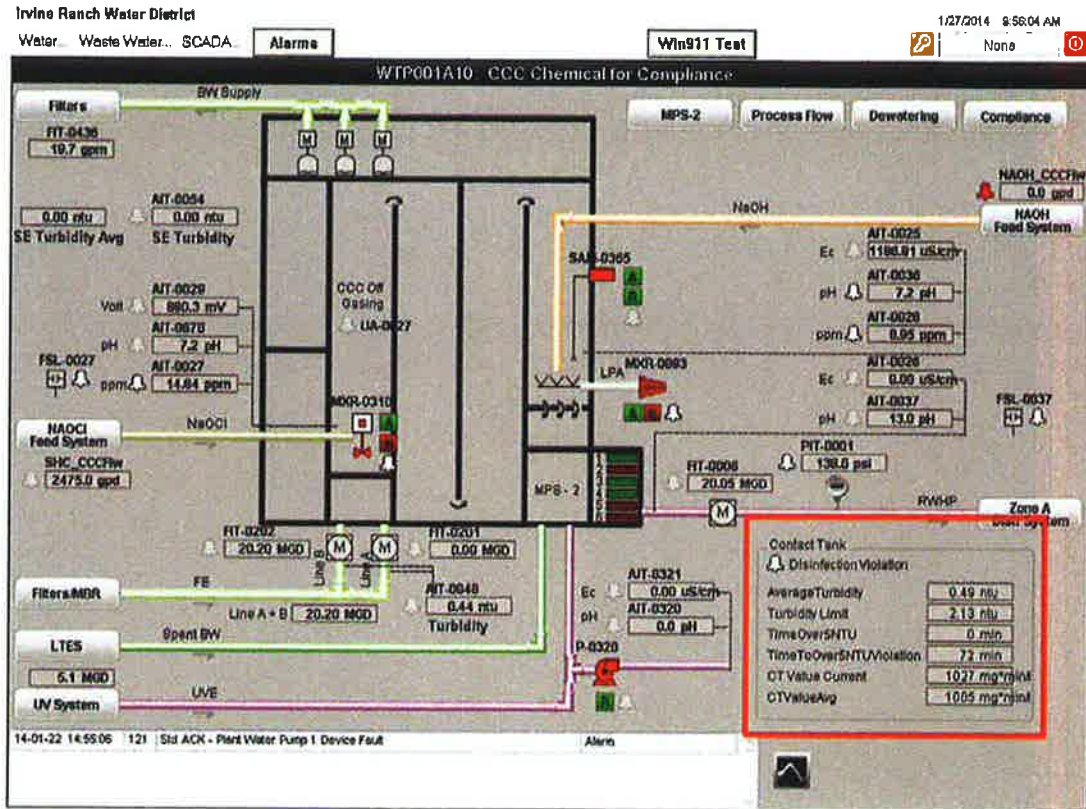 Irvine Ranch Water District
1/27/2014 9:56:04 AM
Water... Waste Water... SCADA...
Alarms
Win911 Test
None
WTP001A10 CCC Chemical for Compliance
Filters
BW Supply
MPS-2
Process Flow
Dewatering
Compliance
FIT-0436
19.7 gpm
M
M
M
NAOH_CCCFlw
0.0 gpd
NAOH
Feed System
NaOH
AIT-0054
0.00 ntu
0.00 ntu
SE Turbidity Avg
SE Turbidity
AIT-0025
Ec
1186.91 uS/cm
AIT-0036
pH
7.2 pH
AIT-0028
ppm
0.95 ppm
CCC Off
Gasing
UA-0027
AIT-0029
Volt
AIT-0076
pH
7.2 pH
FSL-0027
AIT-0027
ppm
14.64 ppm
A
LPA
MXR-0093
AIT-0026
Ec
0.00 uS/cm
AIT-0037
pH
13.0 pH
FSL-0037
MXR-0310
A
A
NAOCl
Feed System
NaOCl
SHC_CCCFlw
2475.0 gpd
MPS - 2
PIT-0001
FIT-0006
20.05 MGD
M
RWHP
Zone A
Distr System
FIT-0202
20.20 MGD
Line B
M
Line A
M
FIT-0201
0.00 MGD
Filters/MBR
FE
Line A + B
20.20 MGD
AIT-0048
0.44 ntu
Turbidity
AIT-0321
Ec
0.00 uS/cm
AIT-0320
pH
0.0 pH
LTES
Spent BW
P-0320
A
5.1 MGD
UV System
UVE
Contact Tank
Disinfection Violation
AverageTurbidity
0.49 ntu
Turbidity Limit
2.13 ntu
TimeOver5NTU
0 min
TimeToOver5NTUViolation
72 min
CT Value Current
1027 mg*min/l
CTValueAvg
1005 mg*min/l
14-01-22 14:55:06 121 Std ACK - Plant Water Pump 1 Device Fault Alarm